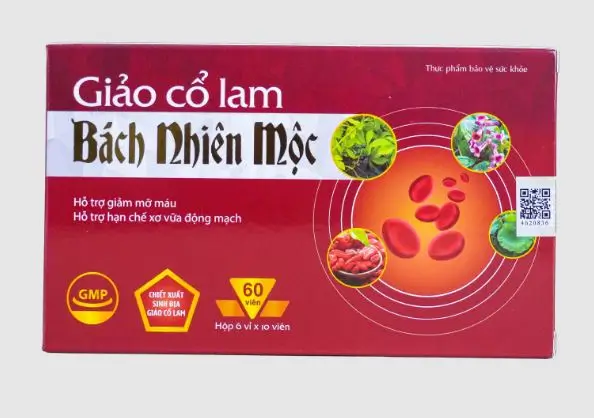 Thực phẩm bảo vệ sức khỏe
Giảo cổ lam
Bách Nhiên Mộc
Hỗ trợ giảm mỡ máu
Hỗ trợ hạn chế xơ vữa động mạch
4620836
GMP
CHIẾT XUẤT
SINH ĐỊA
GIẢO CỔ LAM
60
viên
Hộp 6 vỉ x 10 viên